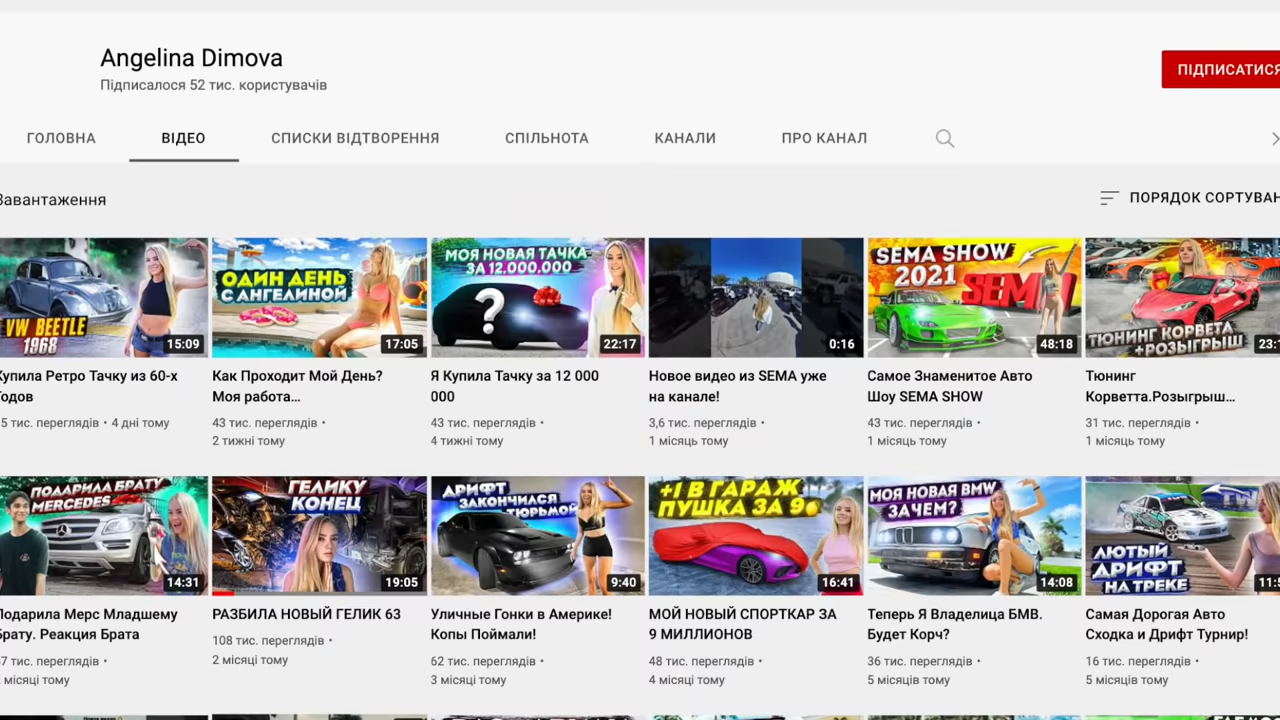 Angelina Dimova
Підписалося 52 тис. користувачів
ПІДПИСАТИСЯ
ГОЛОВНА
ВІДЕО
СПИСКИ ВІДТВОРЕННЯ
СПІЛЬНОТА
КАНАЛИ
ПРО КАНАЛ
Завантаження
ПОРЯДОК СОРТУВАН
VW BEETLE
1968
15:09
ОДИН ДЕНЬ
С АНГЕЛИНОЙ
17:05
МОЯ НОВАЯ ТАЧКА
ЗА 12.000.000
?
22:17
0:16
SEMA SHOW
2021
SEMA
48:18
ТЮНИНГ КОРВЕТА
+РОЗЫГРЫШ
23:1
Купила Ретро Тачку из 60-х
Годов
5 тис. переглядів • 4 дні тому
Как Проходит Мой День?
Моя работа...
43 тис. переглядів •
2 тижні тому
Я Купила Тачку за 12 000
000
43 тис. переглядів •
4 тижні тому
Новое видео из SEMA уже
на канале!
3,6 тис. переглядів •
1 місяць тому
Самое Знаменитое Авто
Шоу SEMA SHOW
43 тис. переглядів •
1 місяць тому
Тюнинг
Корветта.Розыгрыш...
31 тис. переглядів •
1 місяць тому
ПОДАРИЛА БРАТУ
MERCEDES
14:31
ГЕЛИКУ
КОНЕЦ
19:05
ДРИФТ
ЗАКОНЧИЛСЯ
ТЮРЬМОЙ
9:40
+1 В ГАРАЖ
ПУШКА ЗА 9
16:41
МОЯ НОВАЯ BMW
ЗАЧЕМ?
14:08
ЛЮТЫЙ
ДРИФТ
НА ТРЕКЕ
11:5
Подарила Мерс Младшему
Брату. Реакция Брата
7 тис. переглядів •
місяці тому
РАЗБИЛА НОВЫЙ ГЕЛИК 63
108 тис. переглядів •
2 місяці тому
Уличные Гонки в Америке!
Копы Поймали!
62 тис. переглядів •
3 місяці тому
МОЙ НОВЫЙ СПОРТКАР ЗА
9 МИЛЛИОНОВ
48 тис. переглядів •
4 місяці тому
Теперь Я Владелица БМВ.
Будет Корч?
36 тис. переглядів •
5 місяців тому
Самая Дорогая Авто
Сходка и Дрифт Турнир!
16 тис. переглядів •
5 місяців тому